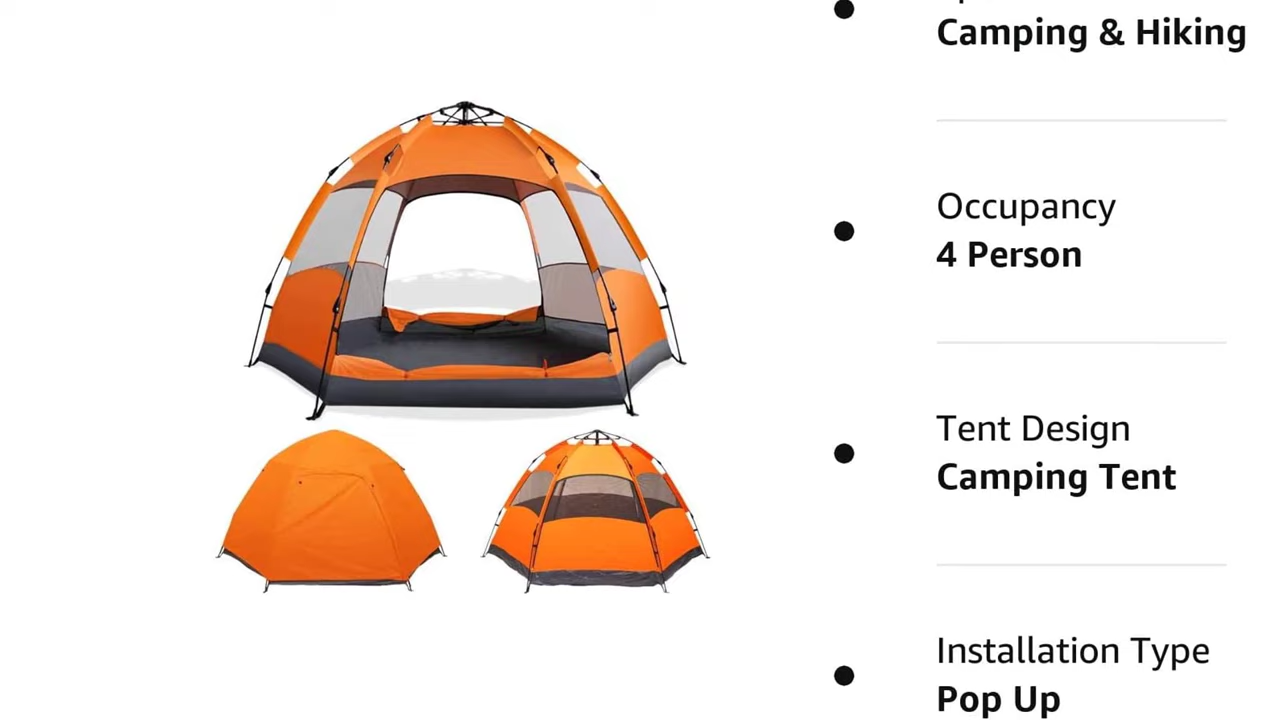 Camping & Hiking
Occupancy
4 Person
Tent Design
Camping Tent
Installation Type
Pop Up